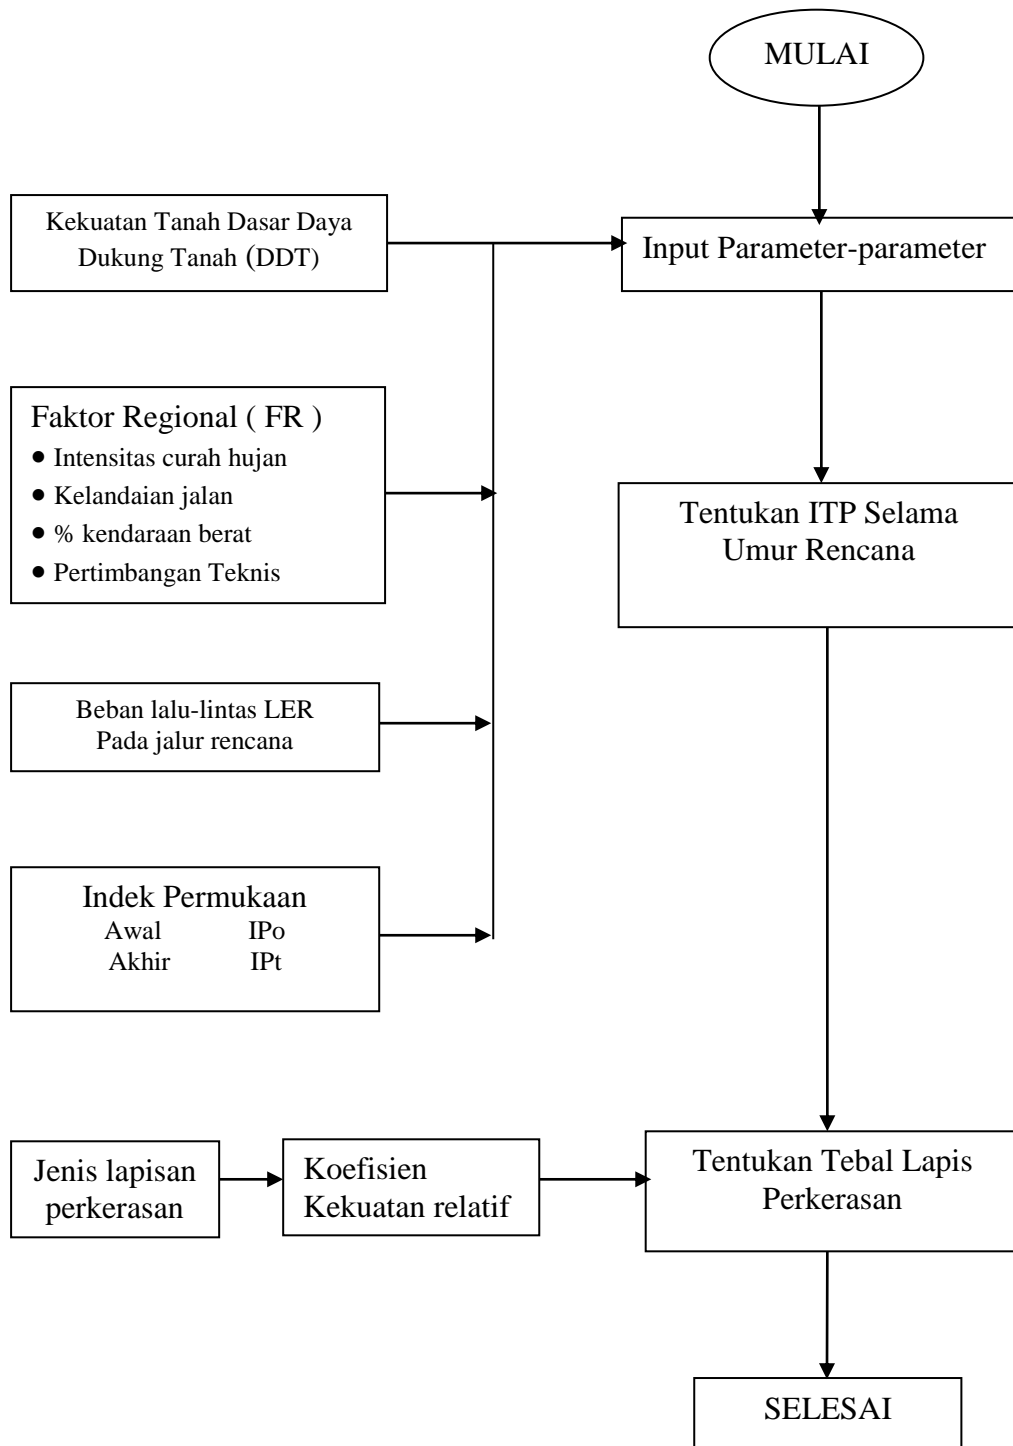 MULAI
Kekuatan Tanah Dasar Daya
Dukung Tanah (DDT)
Input Parameter-parameter
Faktor Regional ( FR )
● Intensitas curah hujan
● Kelandaian jalan
● % kendaraan berat
● Pertimbangan Teknis
Tentukan ITP Selama
Umur Rencana
Beban lalu-lintas LER
Pada jalur rencana
Indek Permukaan
Awal IPo
Akhir IPt
Jenis lapisan
perkerasan
Koefisien
Kekuatan relatif
Tentukan Tebal Lapis
Perkerasan
SELESAI